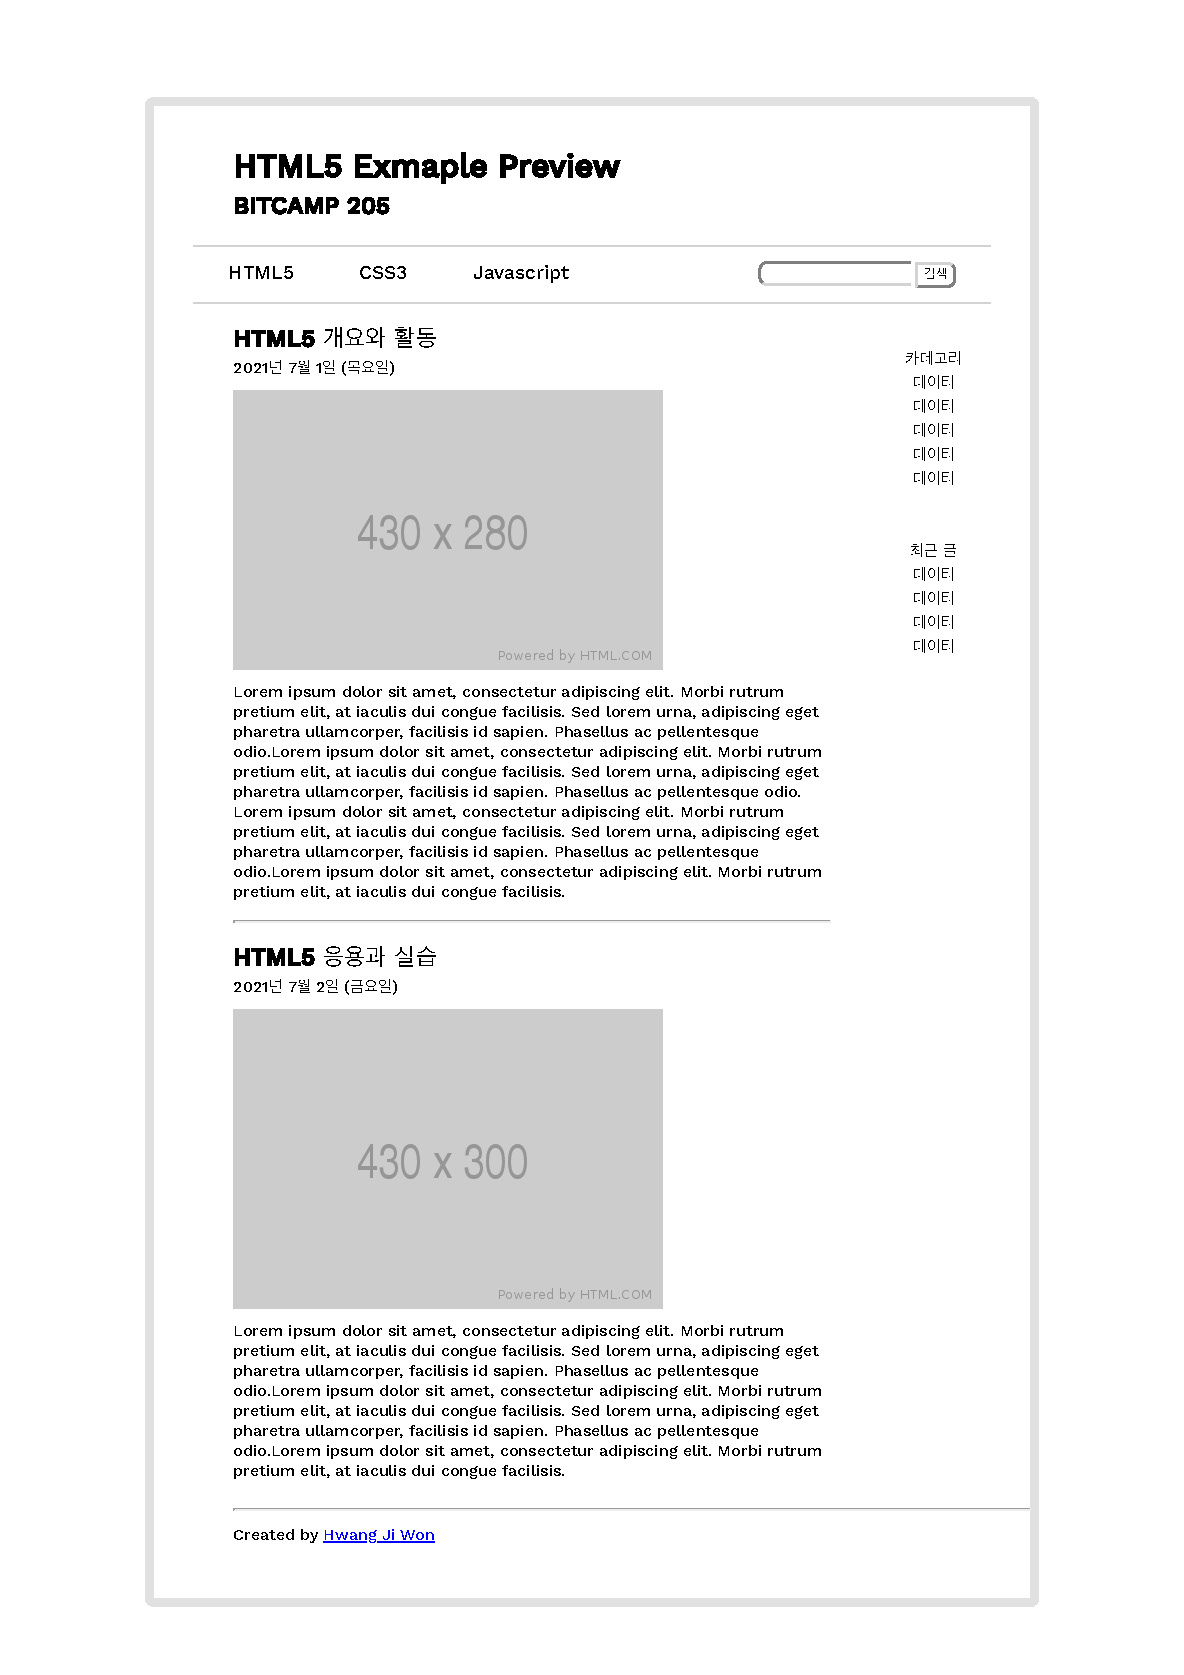 HTML5 Exmaple Preview
BITCAMP 205
HTML5 CSS3 Javascript 검색
HTML5 개요와 활동
2021년 7월 1일 (목요일)
430 x 280
Powered by HTML.COM
Lorem ipsum dolor sit amet, consectetur adipiscing elit. Morbi rutrum
pretium elit, at iaculis dui congue facilisis. Sed lorem urna, adipiscing eget
pharetra ullamcorper, facilisis id sapien. Phasellus ac pellentesque
odio.Lorem ipsum dolor sit amet, consectetur adipiscing elit. Morbi rutrum
pretium elit, at iaculis dui congue facilisis. Sed lorem urna, adipiscing eget
pharetra ullamcorper, facilisis id sapien. Phasellus ac pellentesque odio.
Lorem ipsum dolor sit amet, consectetur adipiscing elit. Morbi rutrum
pretium elit, at iaculis dui congue facilisis. Sed lorem urna, adipiscing eget
pharetra ullamcorper, facilisis id sapien. Phasellus ac pellentesque
odio.Lorem ipsum dolor sit amet, consectetur adipiscing elit. Morbi rutrum
pretium elit, at iaculis dui congue facilisis.
HTML5 응용과 실습
2021년 7월 2일 (금요일)
430 x 300
Powered by HTML.COM
Lorem ipsum dolor sit amet, consectetur adipiscing elit. Morbi rutrum
pretium elit, at iaculis dui congue facilisis. Sed lorem urna, adipiscing eget
pharetra ullamcorper, facilisis id sapien. Phasellus ac pellentesque
odio.Lorem ipsum dolor sit amet, consectetur adipiscing elit. Morbi rutrum
pretium elit, at iaculis dui congue facilisis. Sed lorem urna, adipiscing eget
pharetra ullamcorper, facilisis id sapien. Phasellus ac pellentesque
odio.Lorem ipsum dolor sit amet, consectetur adipiscing elit. Morbi rutrum
pretium elit, at iaculis dui congue facilisis.
카테고리
데이터
데이터
데이터
데이터
데이터
최근 글
데이터
데이터
데이터
데이터
Created by Hwang Ji Won